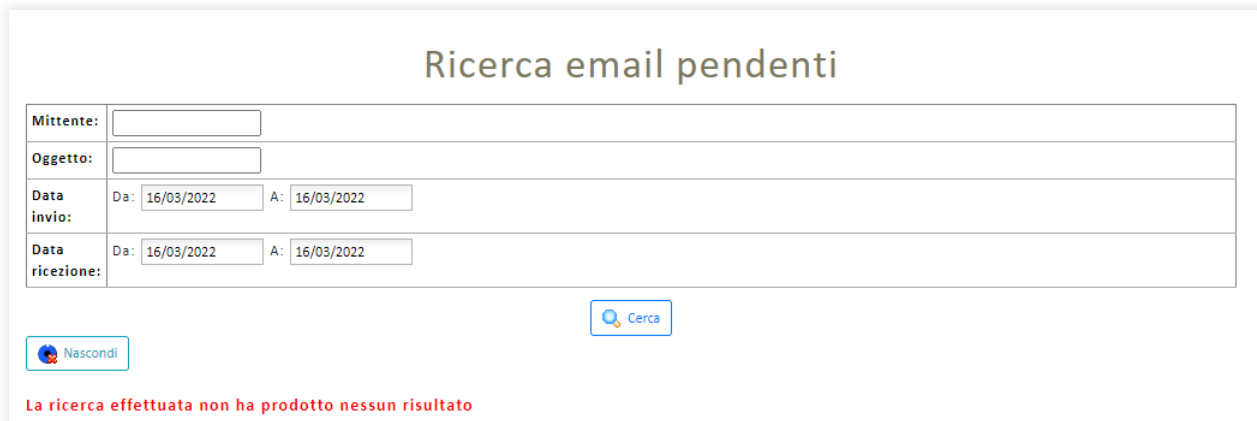 Ricerca email pendenti
Mittente:
Oggetto:
Data invio: Da: 16/03/2022 A: 16/03/2022
Data ricezione: Da: 16/03/2022 A: 16/03/2022
Cerca
Nascondi
La ricerca effettuata non ha prodotto nessun risultato